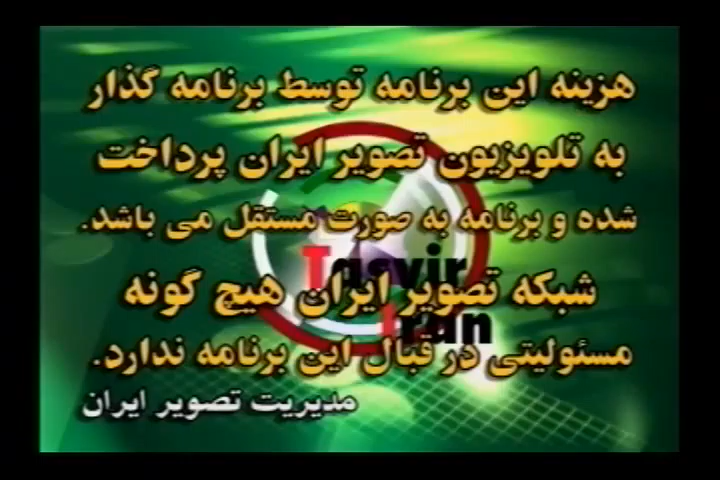 هزینه این برنامه توسط برنامه گذار
به تلویزیون تصویر ایران پرداخت
شده و برنامه به صورت مستقل می باشد.
شبکه تصویر ایران هیچ گونه
مسئولیتی در قبال این برنامه ندارد.
مدیریت تصویر ایران
Tasvir
Iran